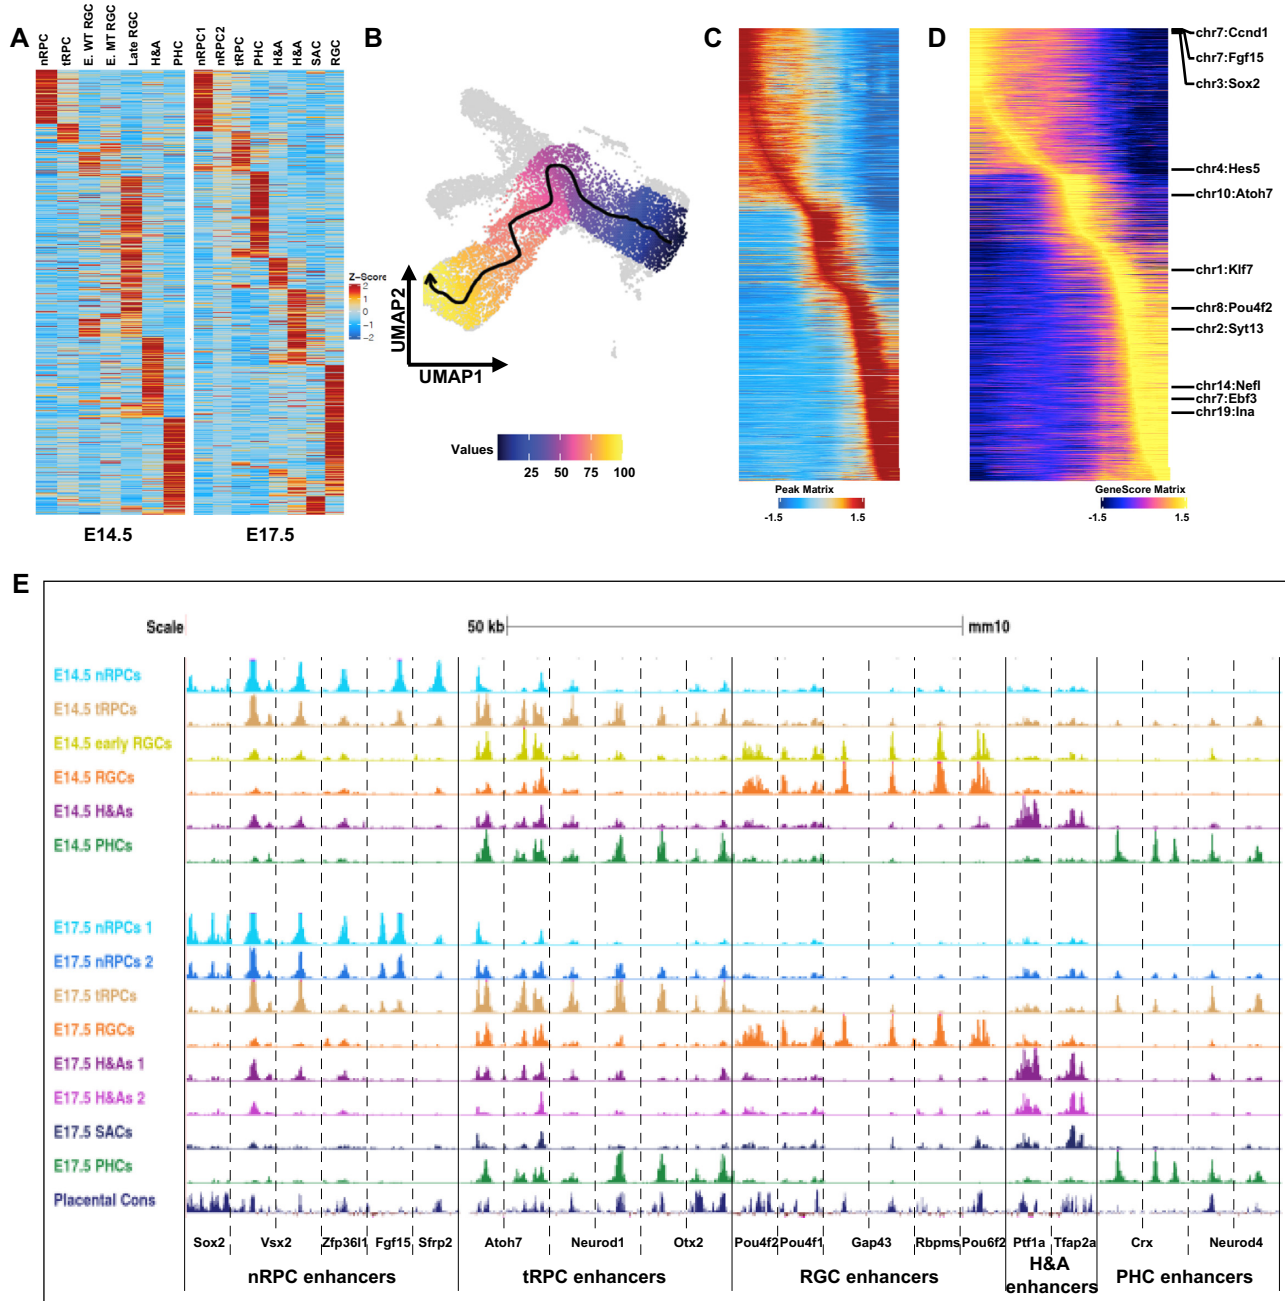 A
nRPC
tRPC
E. WT RGC
E. MT RGC
Late RGC
H&A
PHC
nRPC1
nRPC2
tRPC
PHC
H&A
H&A
SAC
RGC
E14.5
E17.5
Z-Score
2
1
0
-1
-2
B
UMAP2
UMAP1
Values
25 50 75 100
C
Peak Matrix
-1.5 1.5
D
chr7:Ccnd1
chr7:Fgf15
chr3:Sox2
chr4:Hes5
chr10:Atoh7
chr1:Klf7
chr8:Pou4f2
chr2:Syt13
chr14:Nefl
chr7:Ebf3
chr19:Ina
GeneScore Matrix
-1.5 1.5
E
Scale 50 kb mm10
E14.5 nRPCs
E14.5 tRPCs
E14.5 early RGCs
E14.5 RGCs
E14.5 H&As
E14.5 PHCs
E17.5 nRPCs 1
E17.5 nRPCs 2
E17.5 tRPCs
E17.5 RGCs
E17.5 H&As 1
E17.5 H&As 2
E17.5 SACs
E17.5 PHCs
Placental Cons
Sox2 Vsx2 Zfp36l1 Fgf15 Sfrp2 Atoh7 Neurod1 Otx2 Pou4f2 Pou4f1 Gap43 Rbpms Pou6f2 Ptf1a Tfap2a Crx Neurod4
nRPC enhancers tRPC enhancers RGC enhancers H&A enhancers PHC enhancers